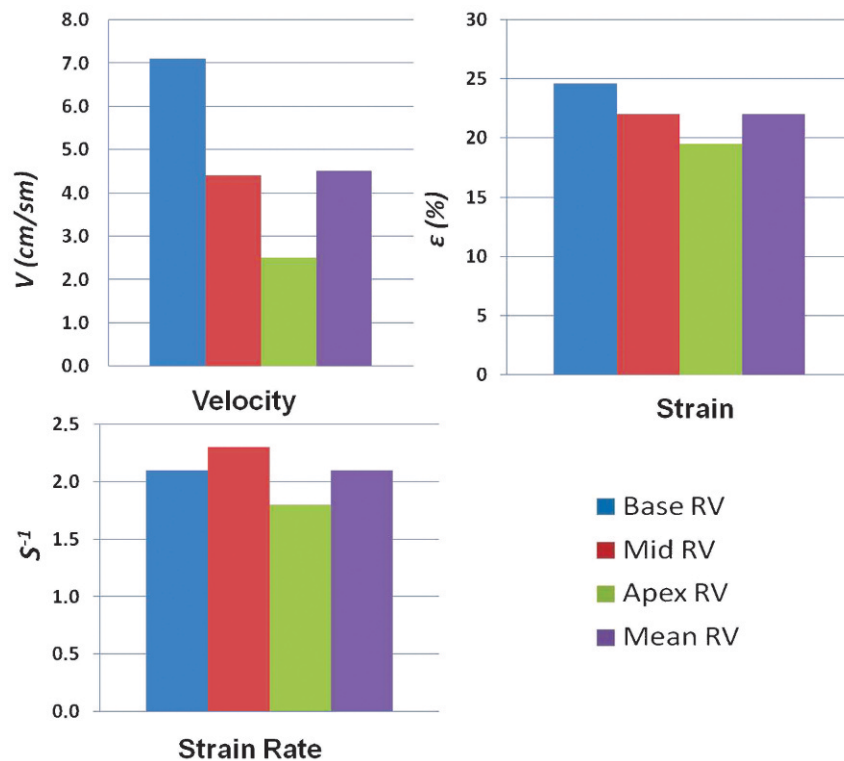 8.0
7.0
6.0
5.0
4.0
3.0
2.0
1.0
0.0
V (cm/sm)
Velocity
30
25
20
15
10
5
0
ε (%)
Strain
2.5
2.0
1.5
1.0
0.5
0.0
S-1
Strain Rate
Base RV
Mid RV
Apex RV
Mean RV